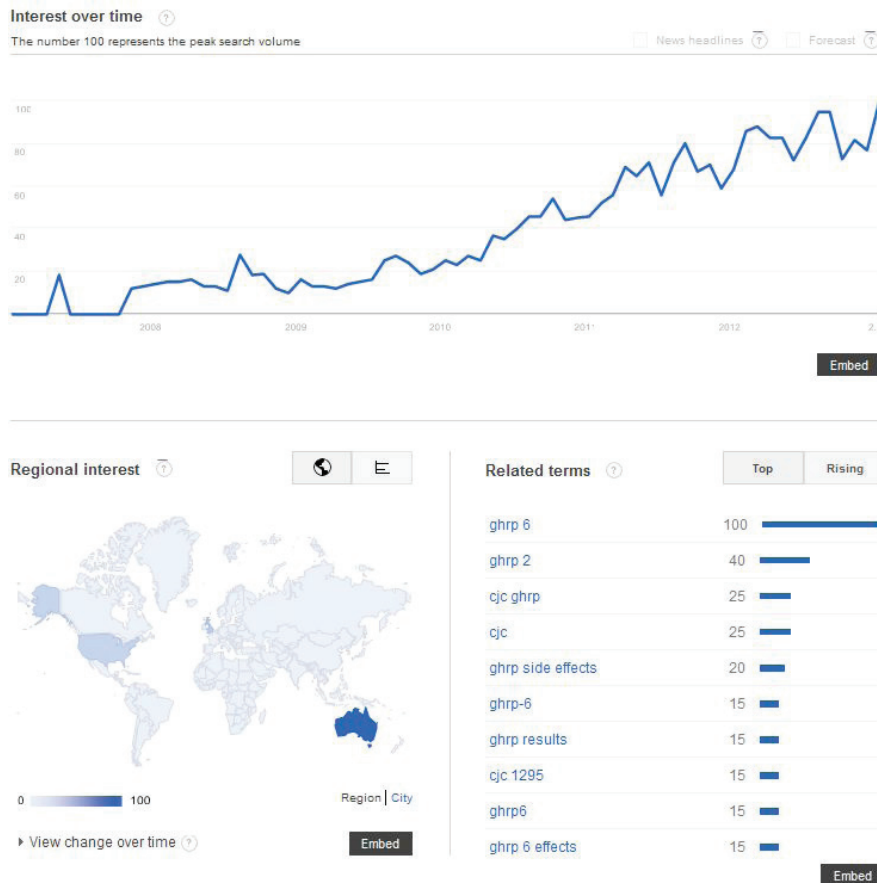 Interest over time ?
The number 100 represents the peak search volume
News headlines ? Forecast ?
100
80
60
40
20
2008 2009 2010 2011 2012 2
Embed
Regional interest ?
Related terms ? Top Rising
ghrp 6 100
ghrp 2 40
cjc ghrp 25
cjc 25
ghrp side effects 20
ghrp-6 15
ghrp results 15
cjc 1295 15
ghrp6 15
ghrp 6 effects 15
Embed
0 100 Region | City
View change over time ? Embed